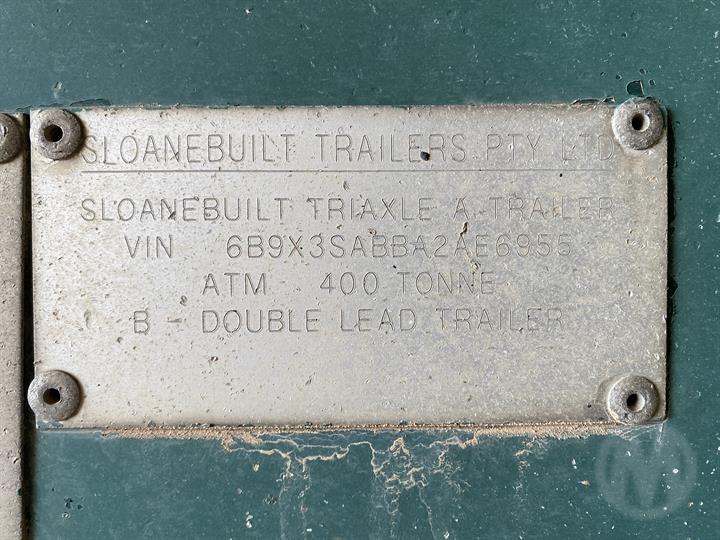 SLOANEBUILT TRAILERS PTY LTD
SLOANEBUILT TRIAXLE A TRAILER
VIN 6B9X3SABBA2AE6955
ATM 400 TONNE
B - DOUBLE LEAD TRAILER